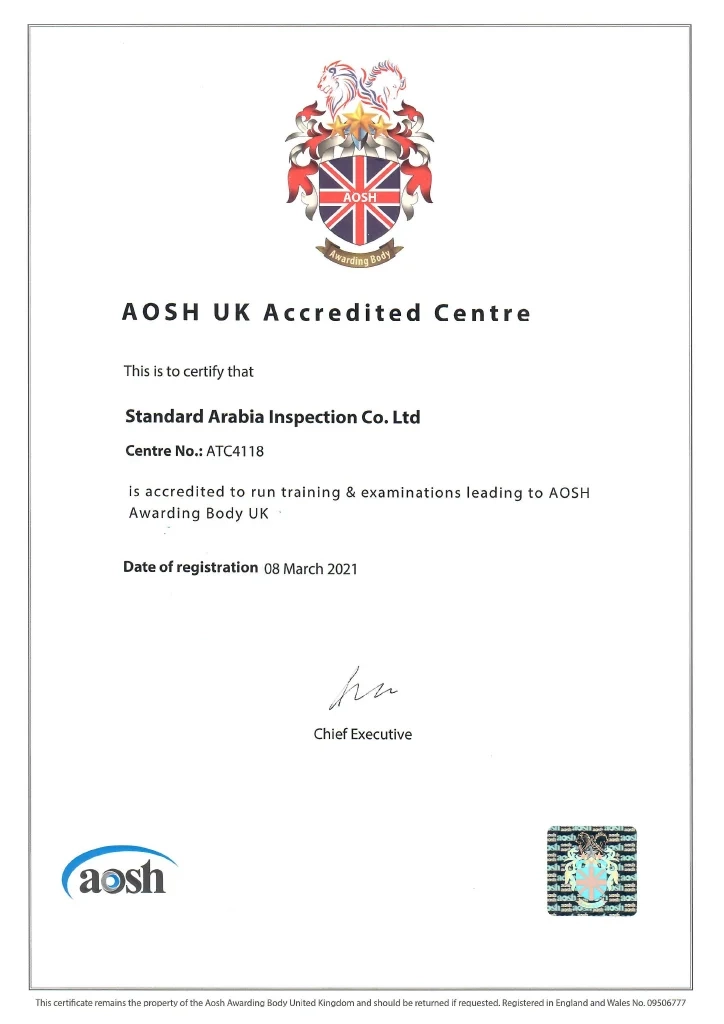 AOSH
Awarding Body
AOSH UK Accredited Centre
This is to certify that
Standard Arabia Inspection Co. Ltd
Centre No.: ATC4118
is accredited to run training & examinations leading to AOSH
Awarding Body UK
Date of registration 08 March 2021
Chief Executive
aosh
This certificate remains the property of the Aosh Awarding Body United Kingdom and should be returned if requested. Registered in England and Wales No. 09506777